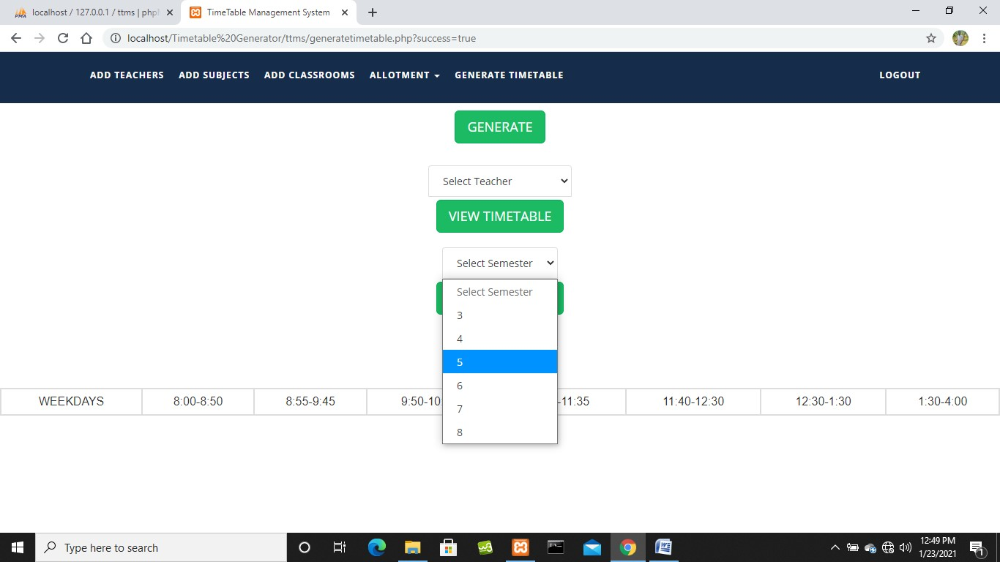 localhost / 127.0.0.1 / ttms | php
TimeTable Management System
localhost/Timetable%20Generator/ttms/generatetimetable.php?success=true
ADD TEACHERS ADD SUBJECTS ADD CLASSROOMS ALLOTMENT GENERATE TIMETABLE LOGOUT
GENERATE
Select Teacher
VIEW TIMETABLE
Select Semester
Select Semester
3
4
5
6
7
8
WEEKDAYS 8:00-8:50 8:55-9:45 9:50-10: -11:35 11:40-12:30 12:30-1:30 1:30-4:00
Type here to search
12:49 PM
1/23/2021
1